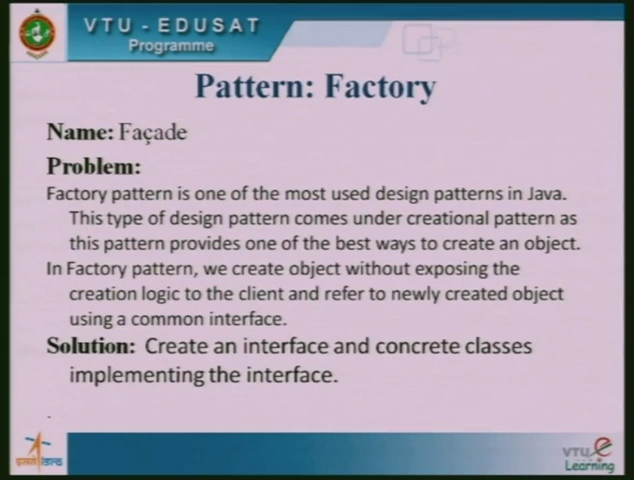 VTU - EDUSAT
Programme
Pattern: Factory
Name: Façade
Problem:
Factory pattern is one of the most used design patterns in Java.
This type of design pattern comes under creational pattern as
this pattern provides one of the best ways to create an object.
In Factory pattern, we create object without exposing the
creation logic to the client and refer to newly created object
using a common interface.
Solution: Create an interface and concrete classes
implementing the interface.
VTU e
Learning